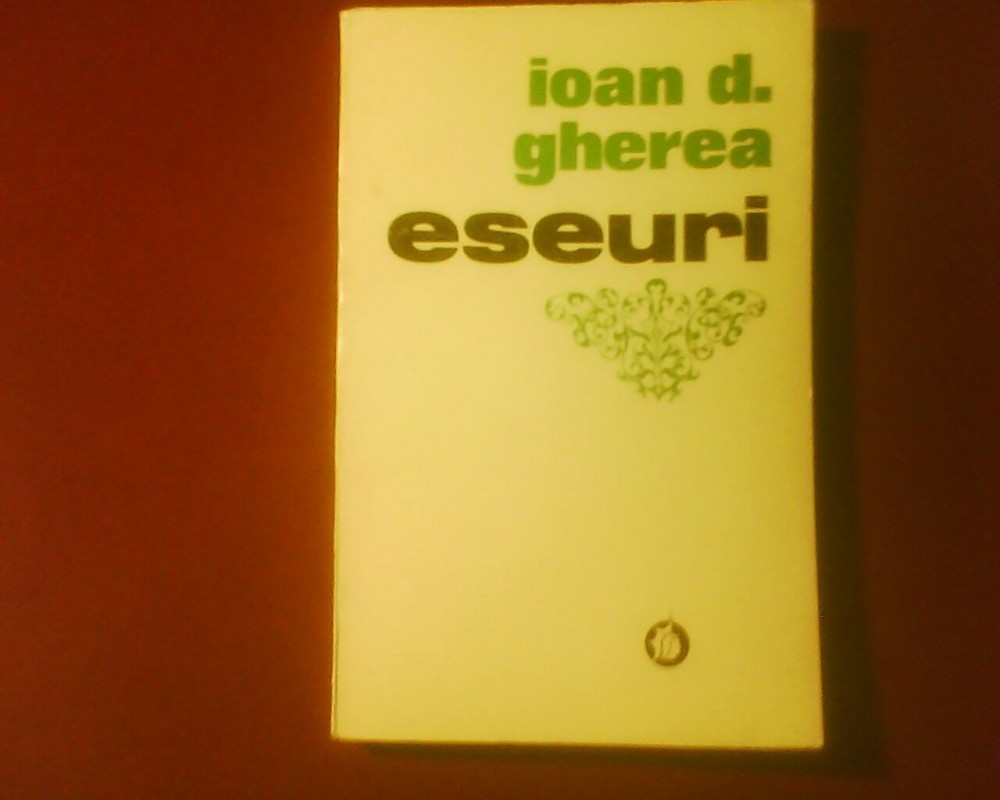 ioan d.
gherea
eseuri